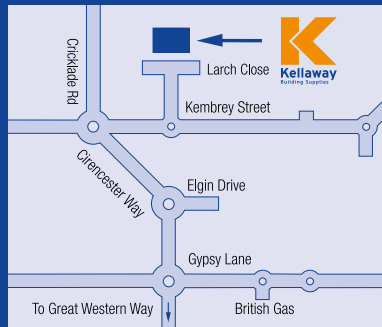 Cricklade Rd
Larch Close
Kellaway
Building Supplies
Kembrey Street
Cirencester Way
Elgin Drive
Gypsy Lane
To Great Western Way
British Gas